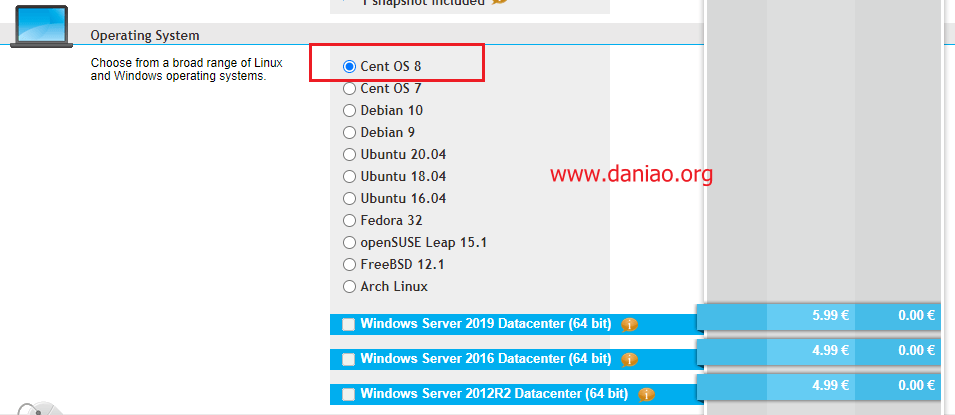 1 snapshot included
Operating System
Choose from a broad range of Linux
and Windows operating systems.
Cent OS 8
Cent OS 7
Debian 10
Debian 9
Ubuntu 20.04
www.daniao.org
Ubuntu 18.04
Ubuntu 16.04
Fedora 32
openSUSE Leap 15.1
FreeBSD 12.1
Arch Linux
Windows Server 2019 Datacenter (64 bit) 5.99 € 0.00 €
Windows Server 2016 Datacenter (64 bit) 4.99 € 0.00 €
Windows Server 2012R2 Datacenter (64 bit) 4.99 € 0.00 €